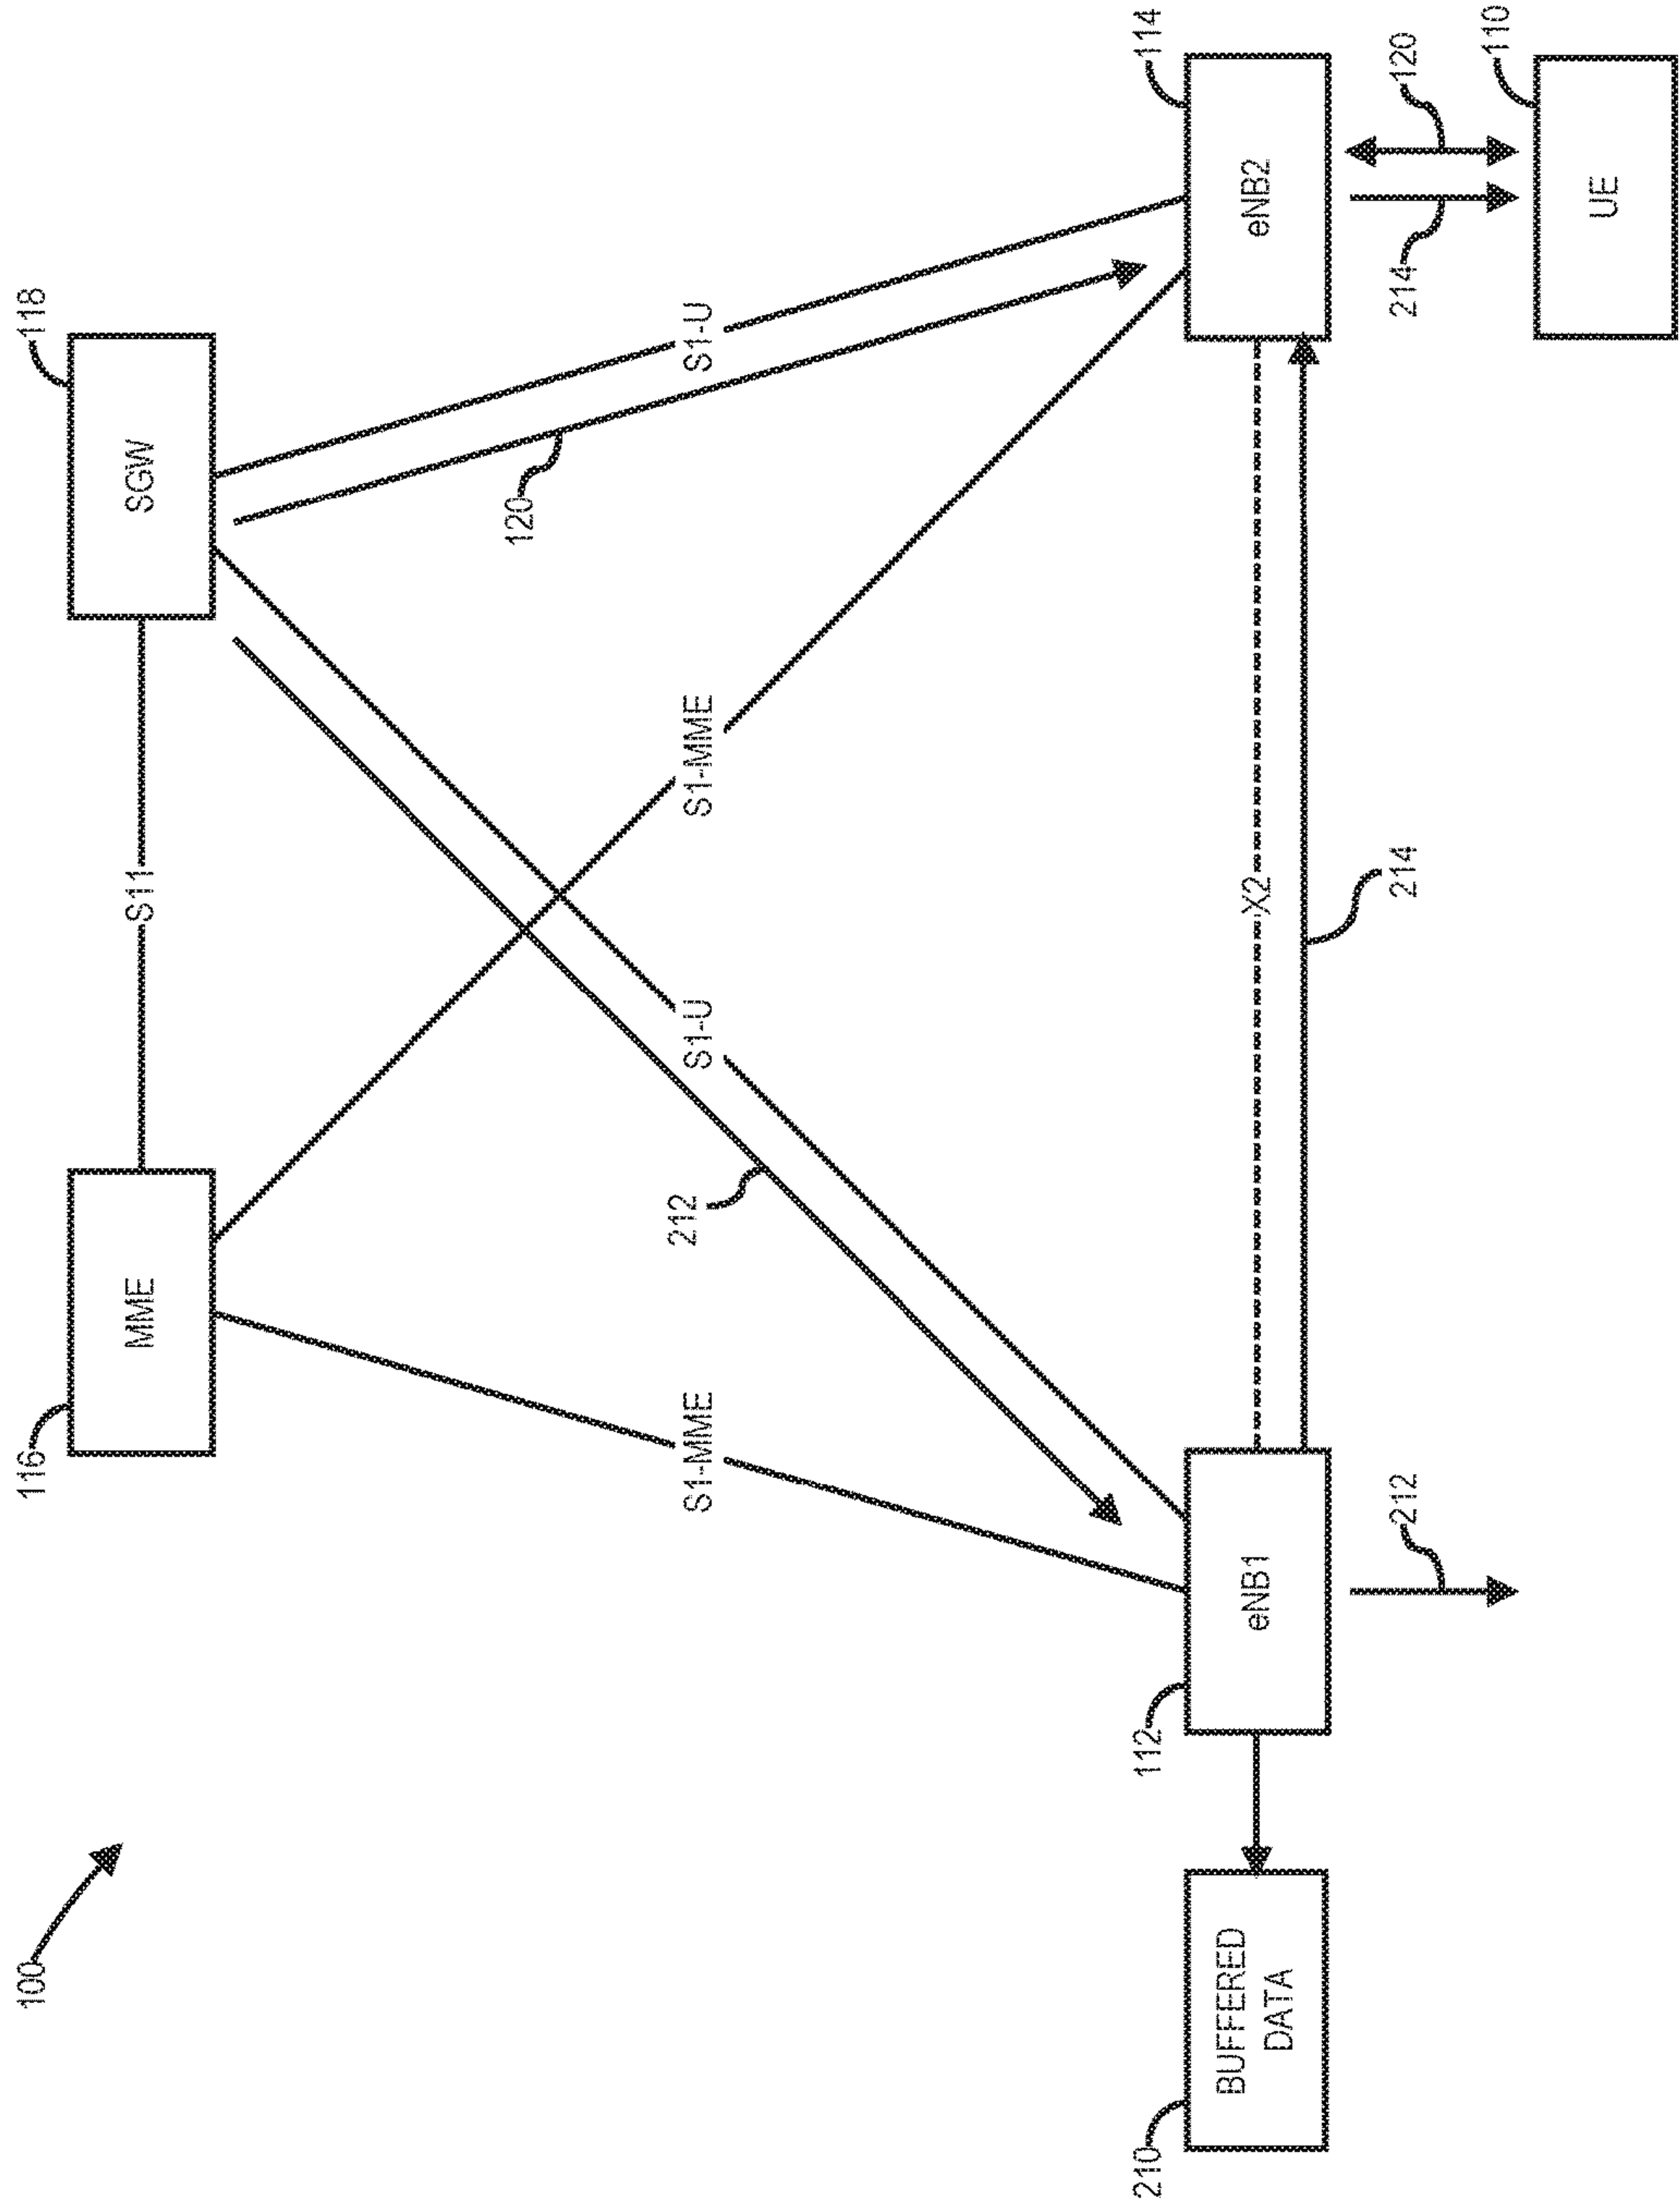 100
116
118
MME
S11
SGW
120
212
S1-MME
S1-U
S1-MME
S1-U
210
112
114
BUFFERED
DATA
eNB1
X2
eNB2
212
214
214
120
110
UE